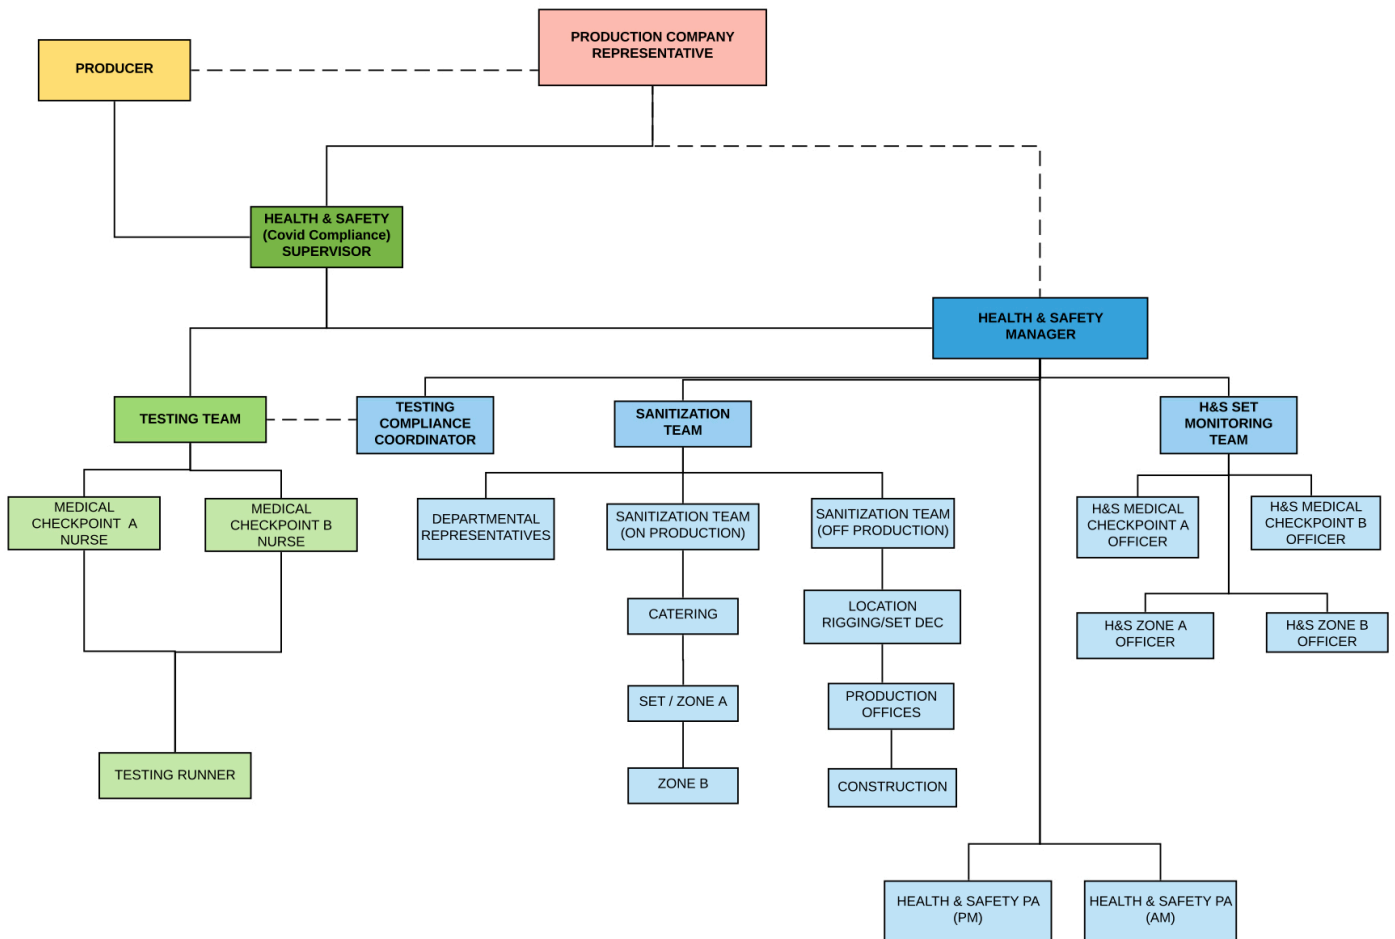 PRODUCTION COMPANY
REPRESENTATIVE
PRODUCER
HEALTH & SAFETY
(Covid Compliance)
SUPERVISOR
HEALTH & SAFETY
MANAGER
TESTING TEAM
TESTING
COMPLIANCE
COORDINATOR
SANITIZATION
TEAM
H&S SET
MONITORING
TEAM
MEDICAL
CHECKPOINT A
NURSE
MEDICAL
CHECKPOINT B
NURSE
DEPARTMENTAL
REPRESENTATIVES
SANITIZATION TEAM
(ON PRODUCTION)
SANITIZATION TEAM
(OFF PRODUCTION)
H&S MEDICAL
CHECKPOINT A
OFFICER
H&S MEDICAL
CHECKPOINT B
OFFICER
CATERING
LOCATION
RIGGING/SET DEC
H&S ZONE A
OFFICER
H&S ZONE B
OFFICER
SET / ZONE A
PRODUCTION
OFFICES
TESTING RUNNER
ZONE B
CONSTRUCTION
HEALTH & SAFETY PA
(PM)
HEALTH & SAFETY PA
(AM)